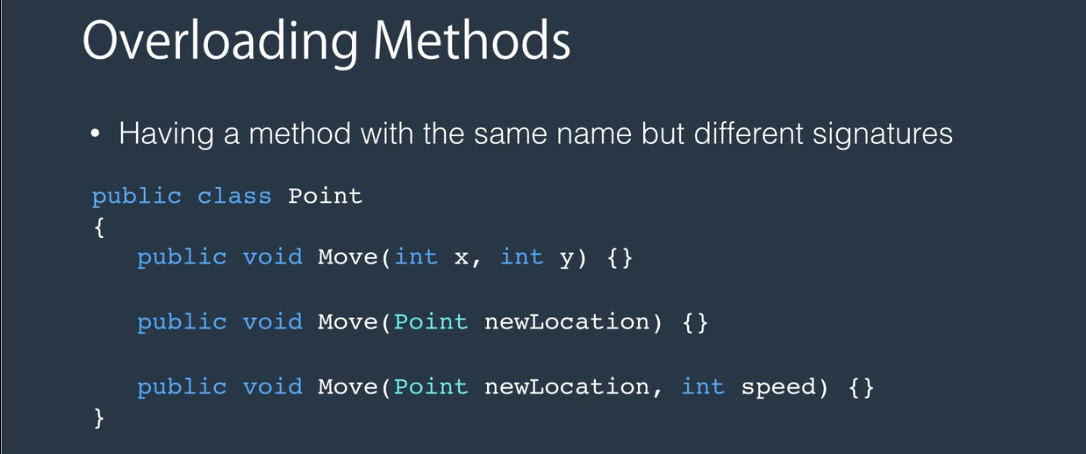 Overloading Methods
• Having a method with the same name but different signatures
public class Point
{
public void Move(int x, int y) {}
public void Move(Point newLocation) {}
public void Move(Point newLocation, int speed) {}
}